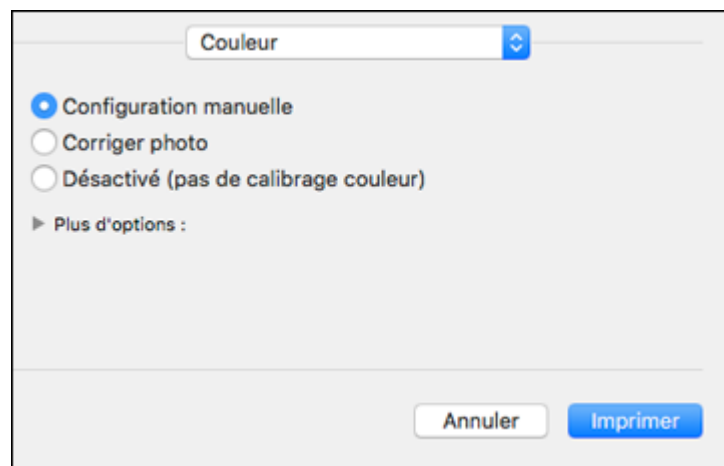 Couleur
Configuration manuelle
Corriger photo
Désactivé (pas de calibrage couleur)
Plus d'options :
Annuler
Imprimer